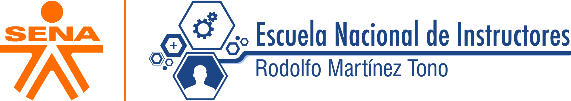 SENA
Escuela Nacional de Instructores
Rodolfo Martínez Tono